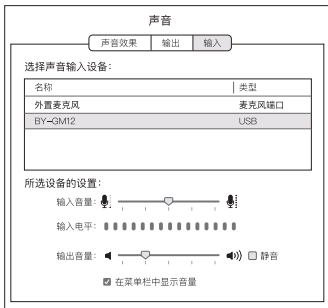 声音
声音效果 输出 输入
选择声音输入设备：
名称 类型
外置麦克风 麦克风端口
BY-GM12 USB
所选设备的设置：
输入音量：
输入电平：
输出音量： 静音
在菜单栏中显示音量